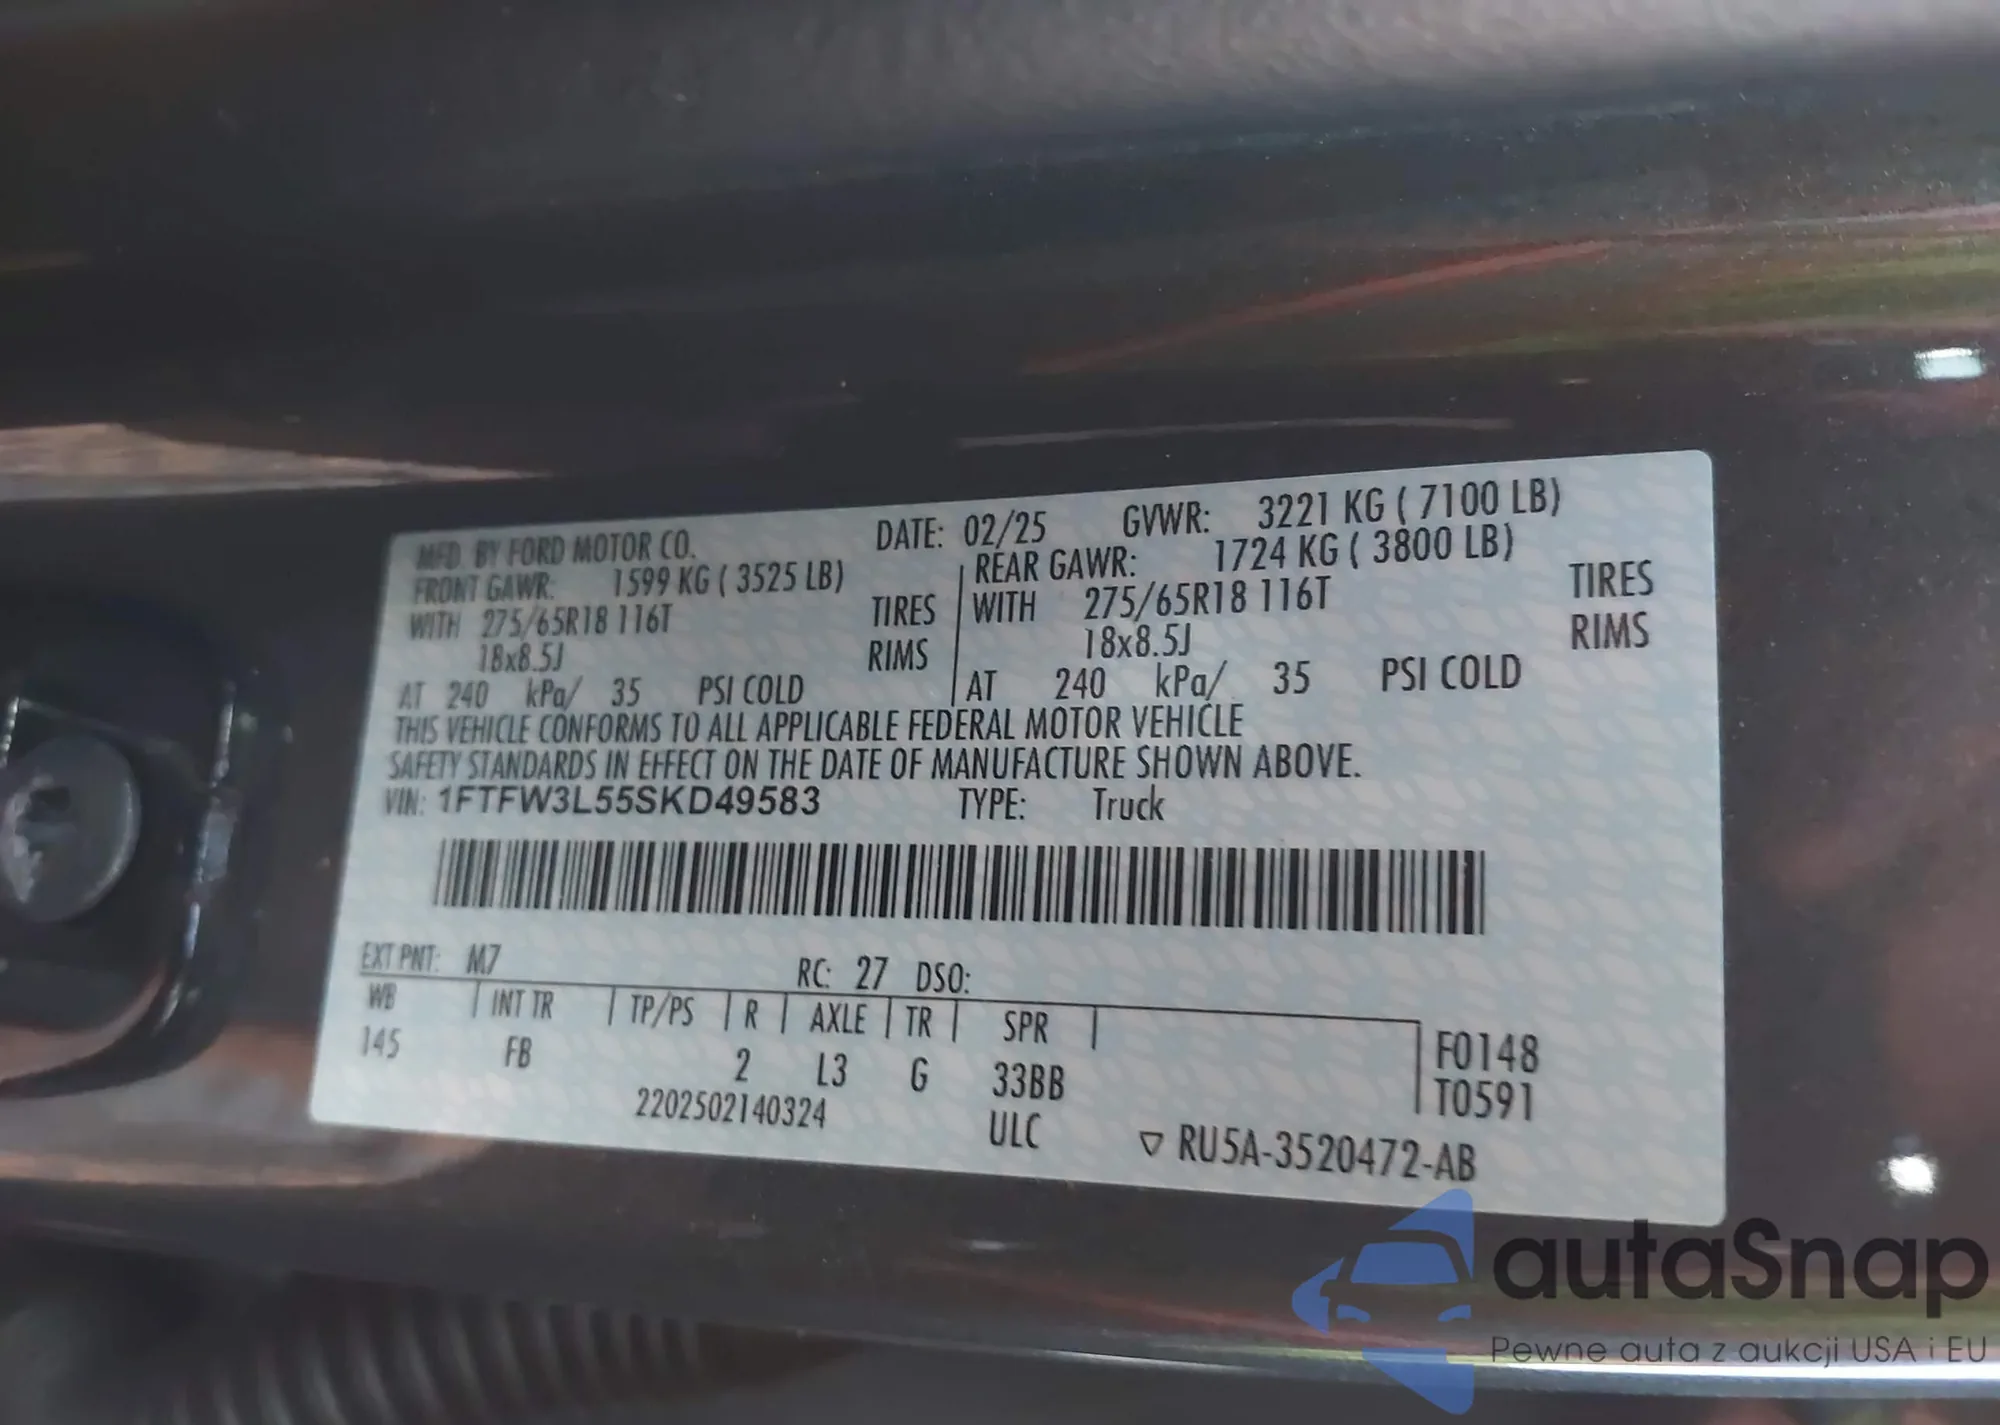 MFD. BY FORD MOTOR CO. DATE: 02/25 GVWR: 3221 KG ( 7100 LB)
FRONT GAWR: 1599 KG ( 3525 LB) REAR GAWR: 1724 KG ( 3800 LB)
WITH 275/65R18 116T TIRES WITH 275/65R18 116T TIRES
18x8.5J RIMS 18x8.5J RIMS
AT 240 kPa/ 35 PSI COLD AT 240 kPa/ 35 PSI COLD
THIS VEHICLE CONFORMS TO ALL APPLICABLE FEDERAL MOTOR VEHICLE
SAFETY STANDARDS IN EFFECT ON THE DATE OF MANUFACTURE SHOWN ABOVE.
VIN: 1FTFW3L55SKD49583 TYPE: Truck
EXT PNT: M7 RC: 27 DSO:
WB INT TR TP/PS R AXLE TR SPR
145 FB 2 L3 G 33BB
F0148
T0591
2202502140324 ULC ▽ RU5A-3520472-AB
autaSnap
Pewne auta z aukcji USA i EU